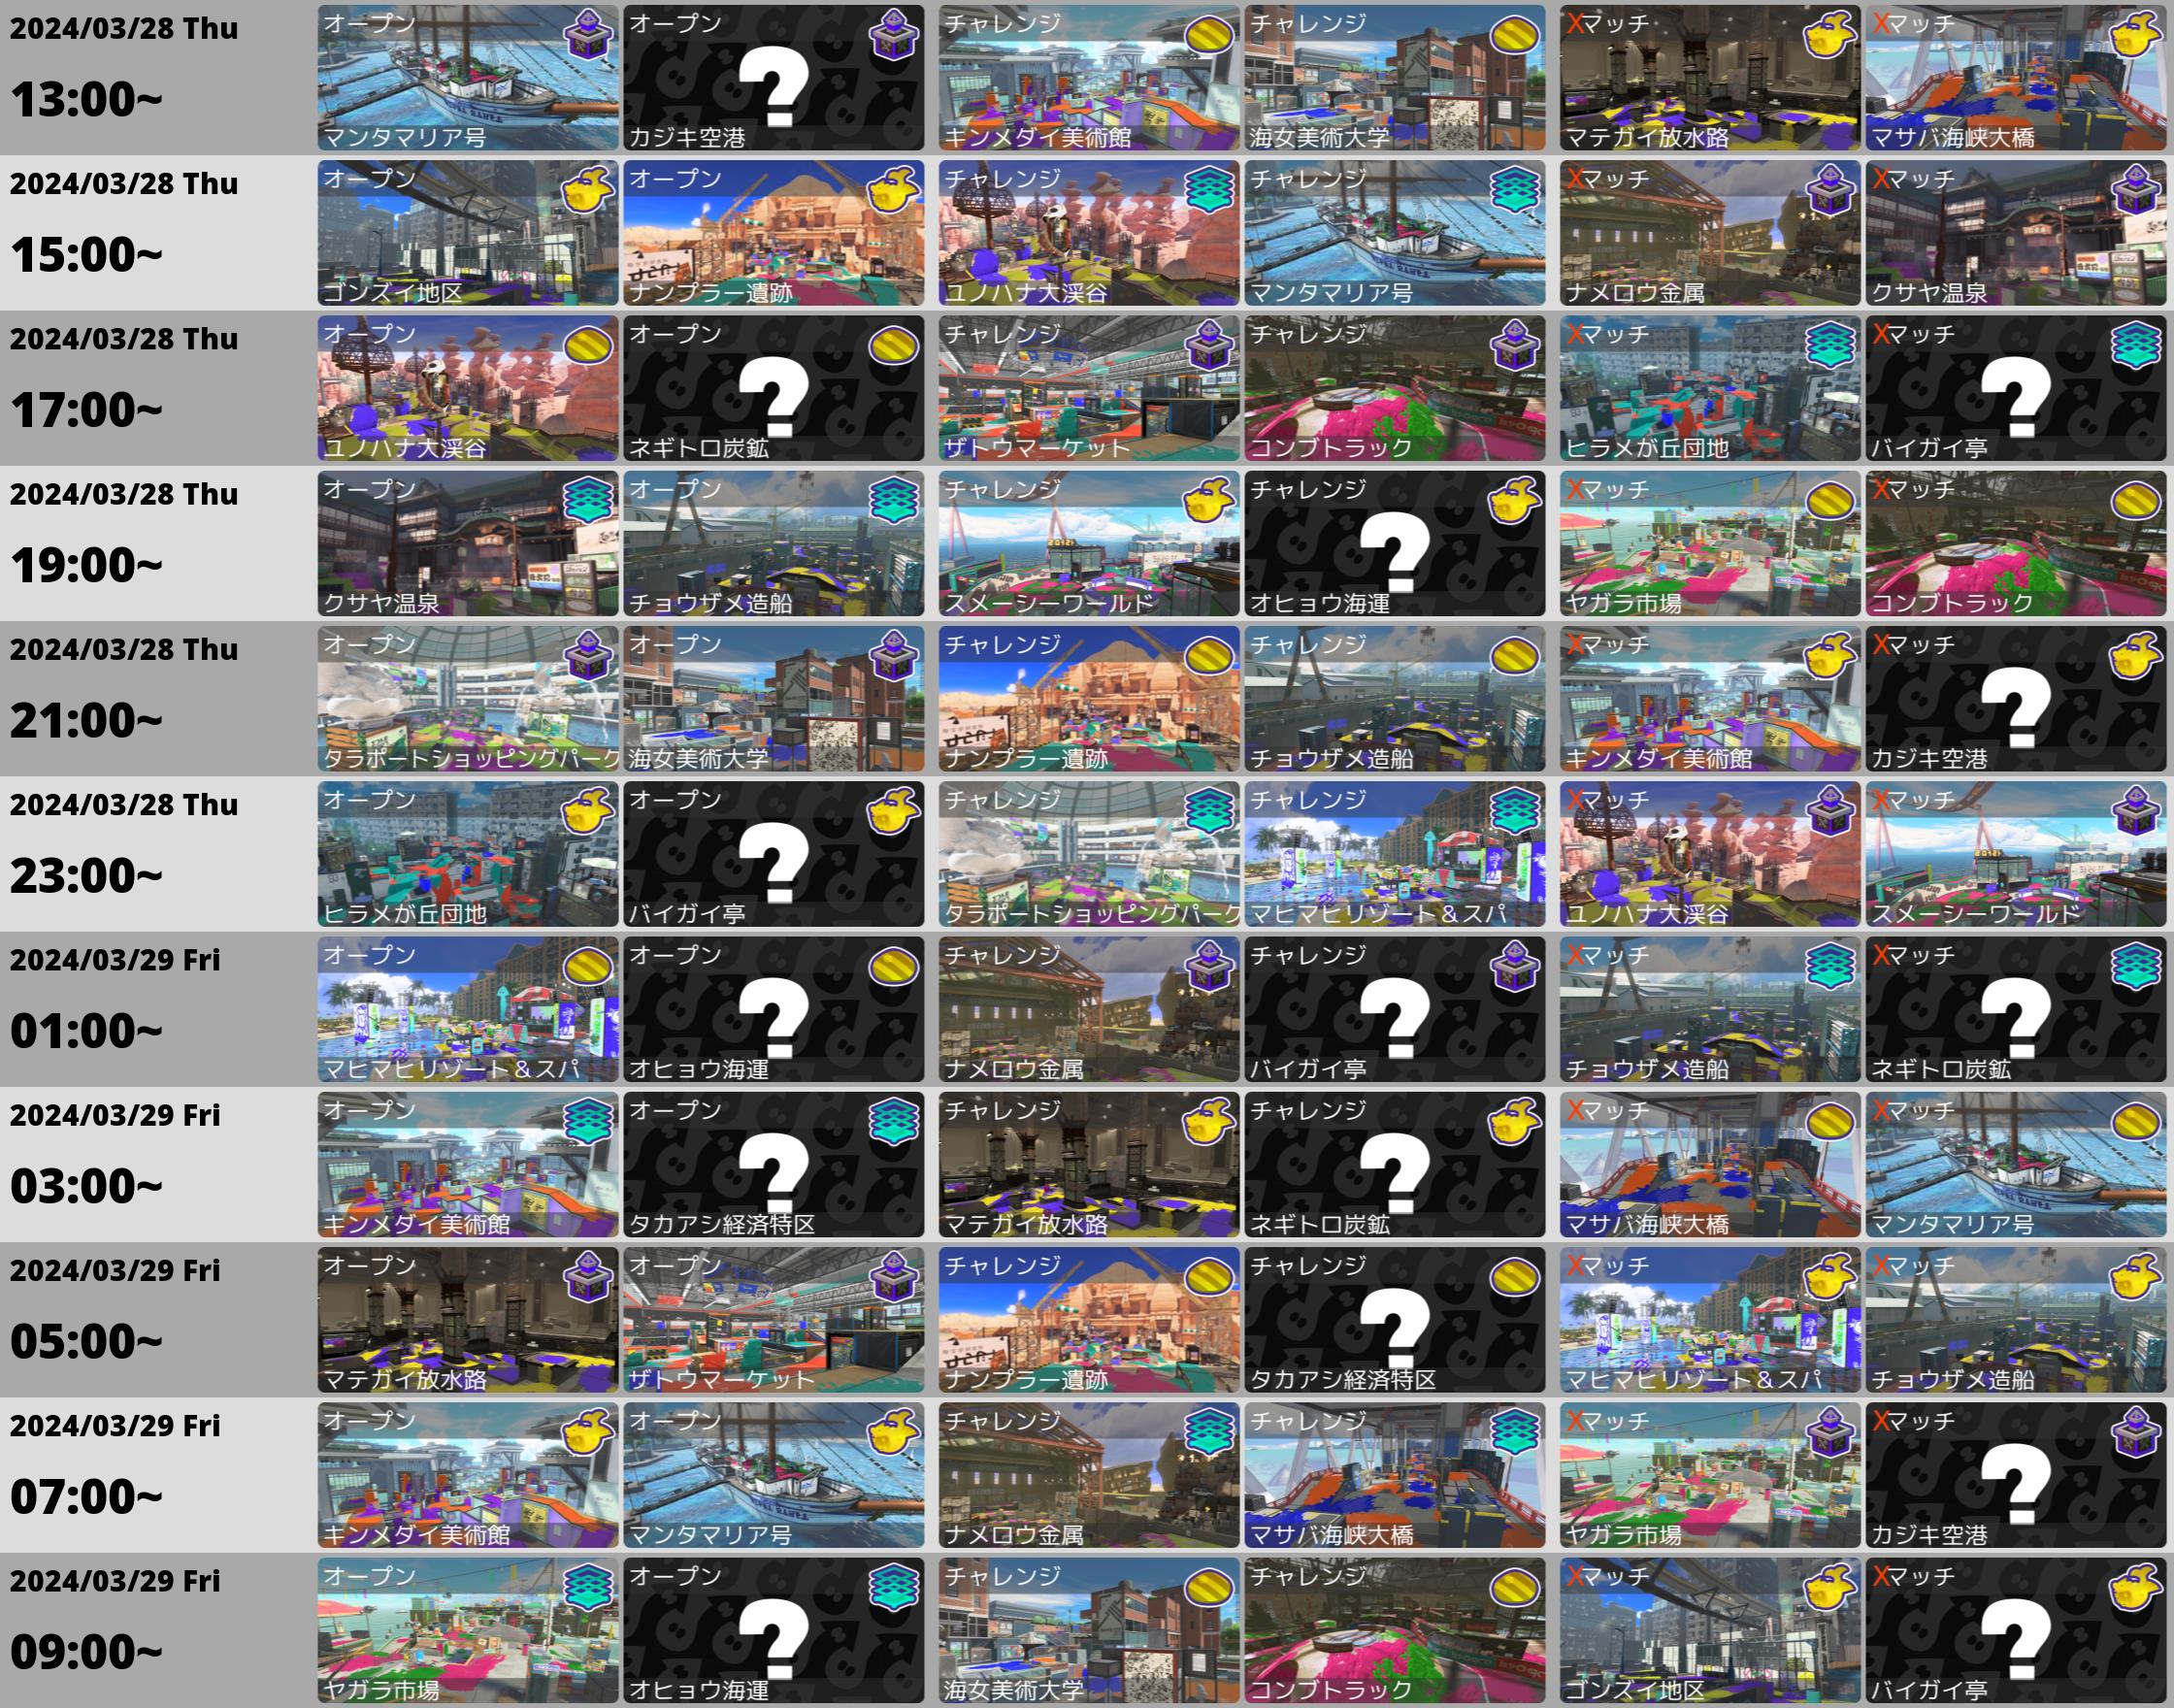 2024/03/28 Thu
13:00~
オープン
マンタマリア号
オープン
カジキ空港
チャレンジ
キンメダイ美術館
チャレンジ
海女美術大学
Xマッチ
マテガイ放水路
Xマッチ
マサバ海峡大橋
2024/03/28 Thu
15:00~
オープン
ゴンズイ地区
オープン
ナンプラー遺跡
チャレンジ
ユノハナ大渓谷
チャレンジ
マンタマリア号
Xマッチ
ナメロウ金属
Xマッチ
クサヤ温泉
2024/03/28 Thu
17:00~
オープン
ユノハナ大渓谷
オープン
ネギトロ炭鉱
チャレンジ
ザトウマーケット
チャレンジ
コンブトラック
Xマッチ
ヒラメが丘団地
Xマッチ
バイガイ亭
2024/03/28 Thu
19:00~
オープン
クサヤ温泉
オープン
チョウザメ造船
チャレンジ
スメーシーワールド
チャレンジ
オヒョウ海運
Xマッチ
ヤガラ市場
Xマッチ
コンブトラック
2024/03/28 Thu
21:00~
オープン
タラポートショッピングパーク
オープン
海女美術大学
チャレンジ
ナンプラー遺跡
チャレンジ
チョウザメ造船
Xマッチ
キンメダイ美術館
Xマッチ
カジキ空港
2024/03/28 Thu
23:00~
オープン
ヒラメが丘団地
オープン
バイガイ亭
チャレンジ
タラポートショッピングパーク
チャレンジ
マヒマヒリゾート＆スパ
Xマッチ
ユノハナ大渓谷
Xマッチ
スメーシーワールド
2024/03/29 Fri
01:00~
オープン
マヒマヒリゾート＆スパ
オープン
オヒョウ海運
チャレンジ
ナメロウ金属
チャレンジ
バイガイ亭
Xマッチ
チョウザメ造船
Xマッチ
ネギトロ炭鉱
2024/03/29 Fri
03:00~
オープン
キンメダイ美術館
オープン
タカアシ経済特区
チャレンジ
マテガイ放水路
チャレンジ
ネギトロ炭鉱
Xマッチ
マサバ海峡大橋
Xマッチ
マンタマリア号
2024/03/29 Fri
05:00~
オープン
マテガイ放水路
オープン
ザトウマーケット
チャレンジ
ナンプラー遺跡
チャレンジ
タカアシ経済特区
Xマッチ
マヒマヒリゾート＆スパ
Xマッチ
チョウザメ造船
2024/03/29 Fri
07:00~
オープン
キンメダイ美術館
オープン
マンタマリア号
チャレンジ
ナメロウ金属
チャレンジ
マサバ海峡大橋
Xマッチ
ヤガラ市場
Xマッチ
カジキ空港
2024/03/29 Fri
09:00~
オープン
ヤガラ市場
オープン
オヒョウ海運
チャレンジ
海女美術大学
チャレンジ
コンブトラック
Xマッチ
ゴンズイ地区
Xマッチ
バイガイ亭